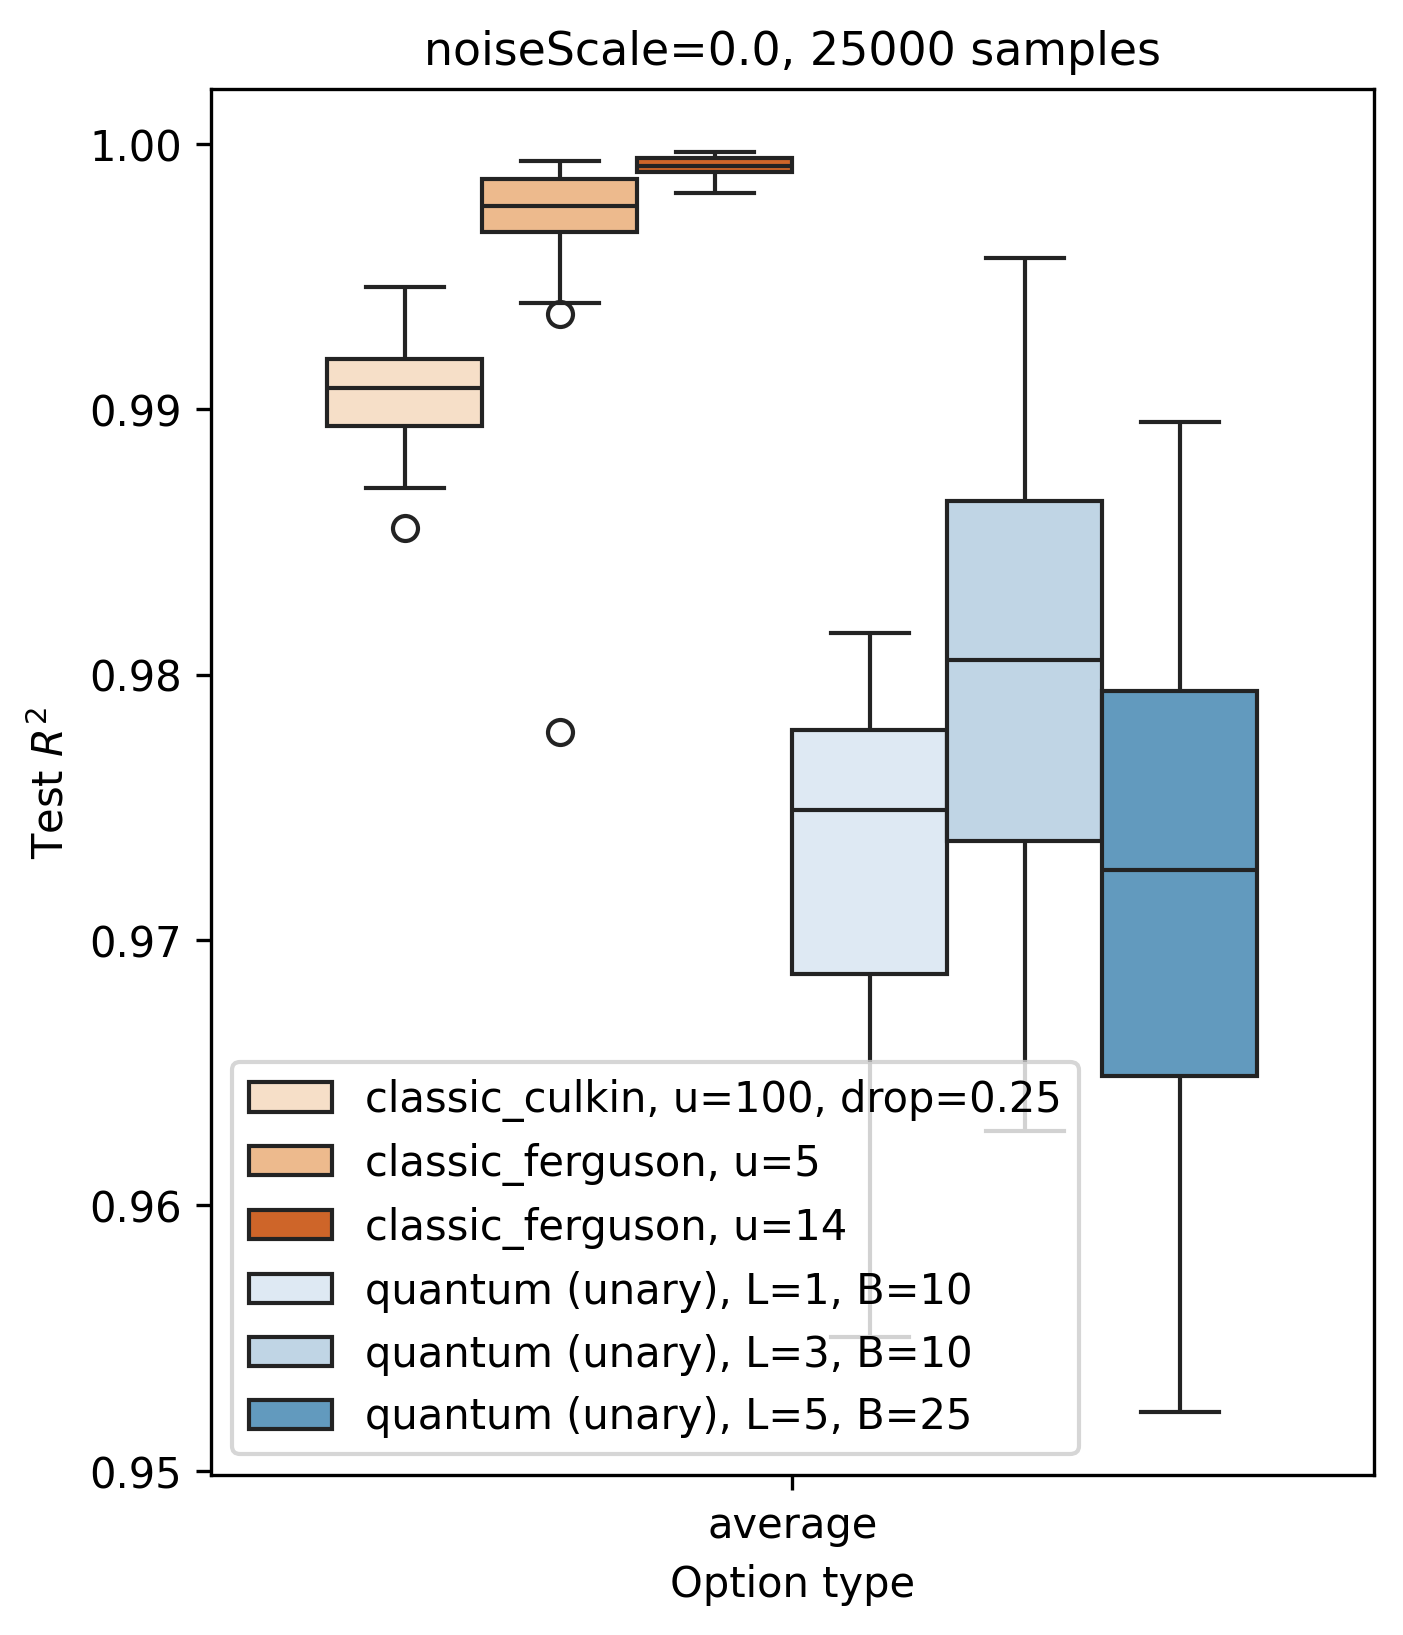 noiseScale=0.0, 25000 samples
1.00
0.99
0.98
0.97
0.96
0.95
Test R²
classic_culkin, u=100, drop=0.25
classic_ferguson, u=5
classic_ferguson, u=14
quantum (unary), L=1, B=10
quantum (unary), L=3, B=10
quantum (unary), L=5, B=25
average
Option type